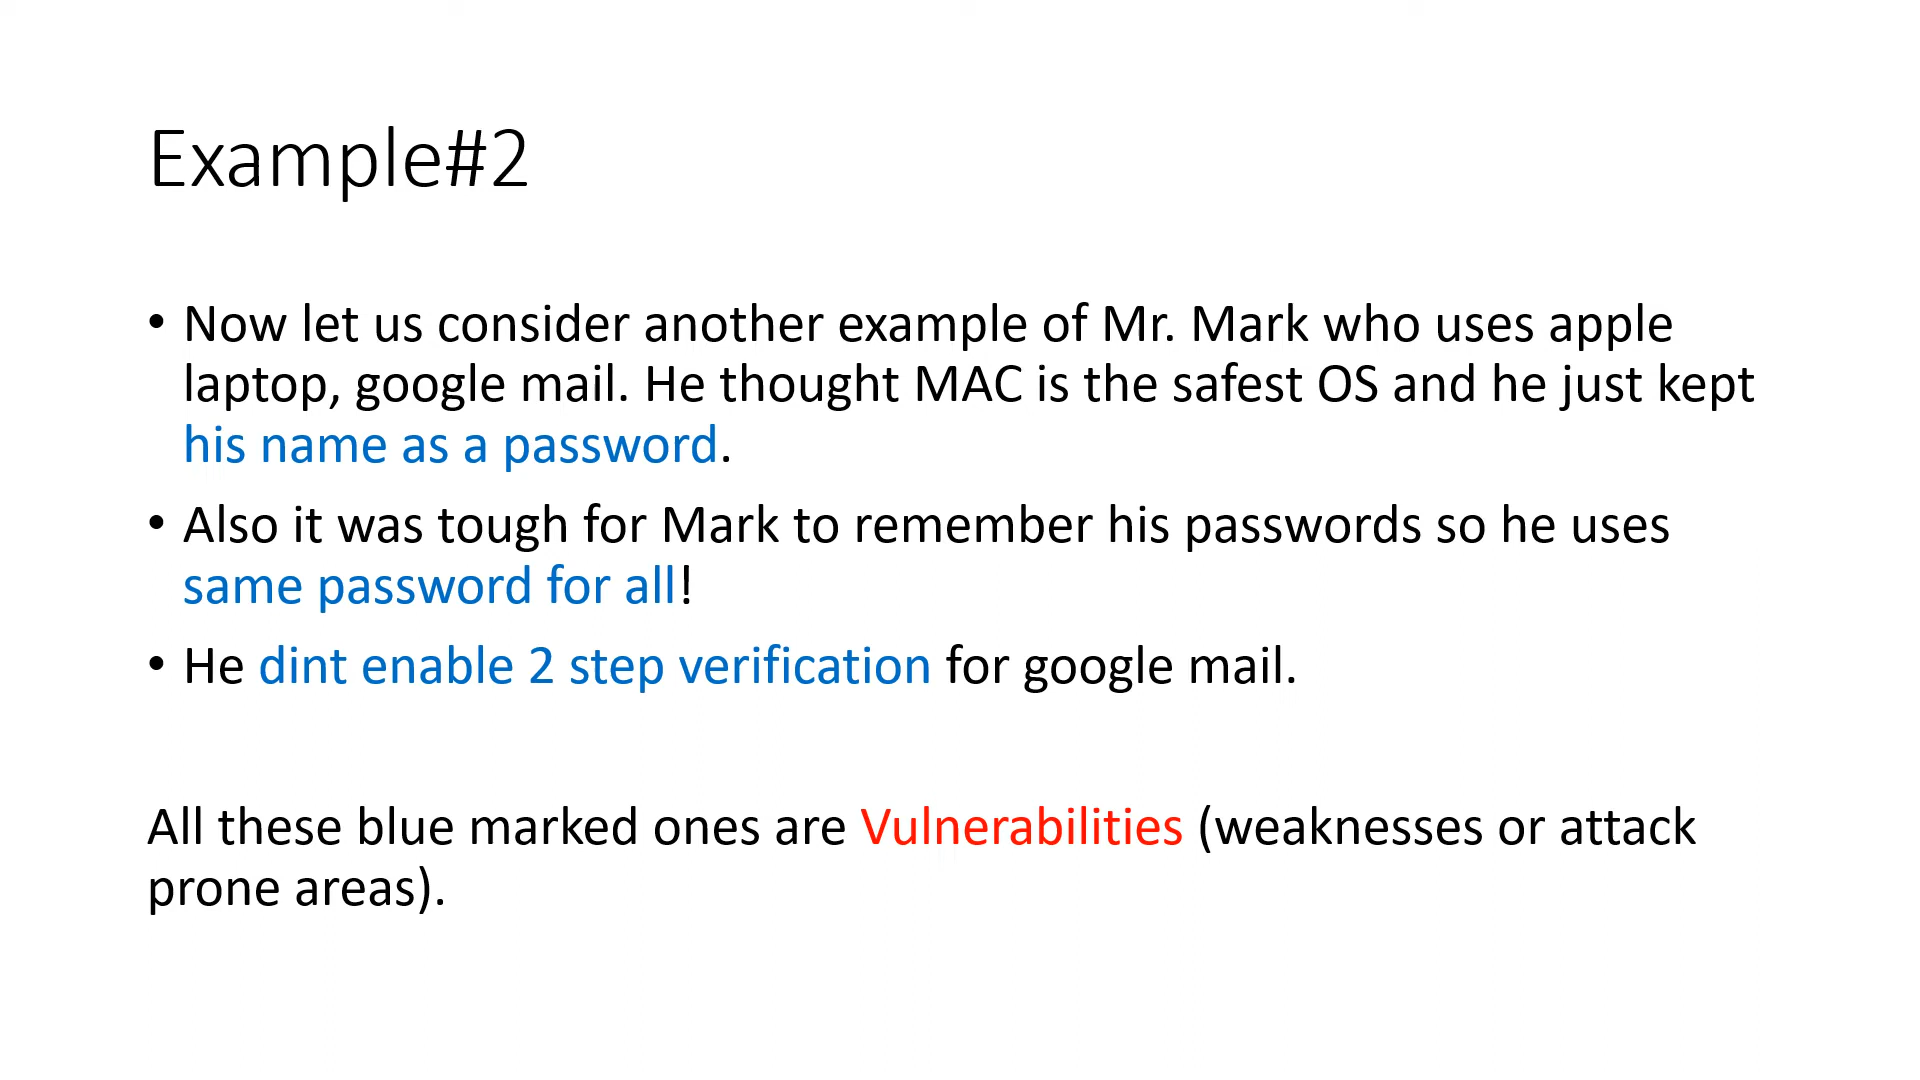 Example#2
• Now let us consider another example of Mr. Mark who uses apple
laptop, google mail. He thought MAC is the safest OS and he just kept
his name as a password.
• Also it was tough for Mark to remember his passwords so he uses
same password for all!
• He dint enable 2 step verification for google mail.
All these blue marked ones are Vulnerabilities (weaknesses or attack
prone areas).